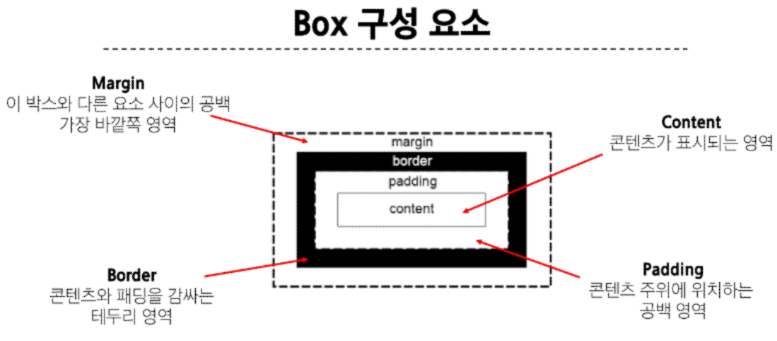 Box 구성 요소
Margin
이 박스와 다른 요소 사이의 공백
가장 바깥쪽 영역
margin
border
padding
content
Content
콘텐츠가 표시되는 영역
Border
콘텐츠와 패딩을 감싸는
테두리 영역
Padding
콘텐츠 주위에 위치하는
공백 영역